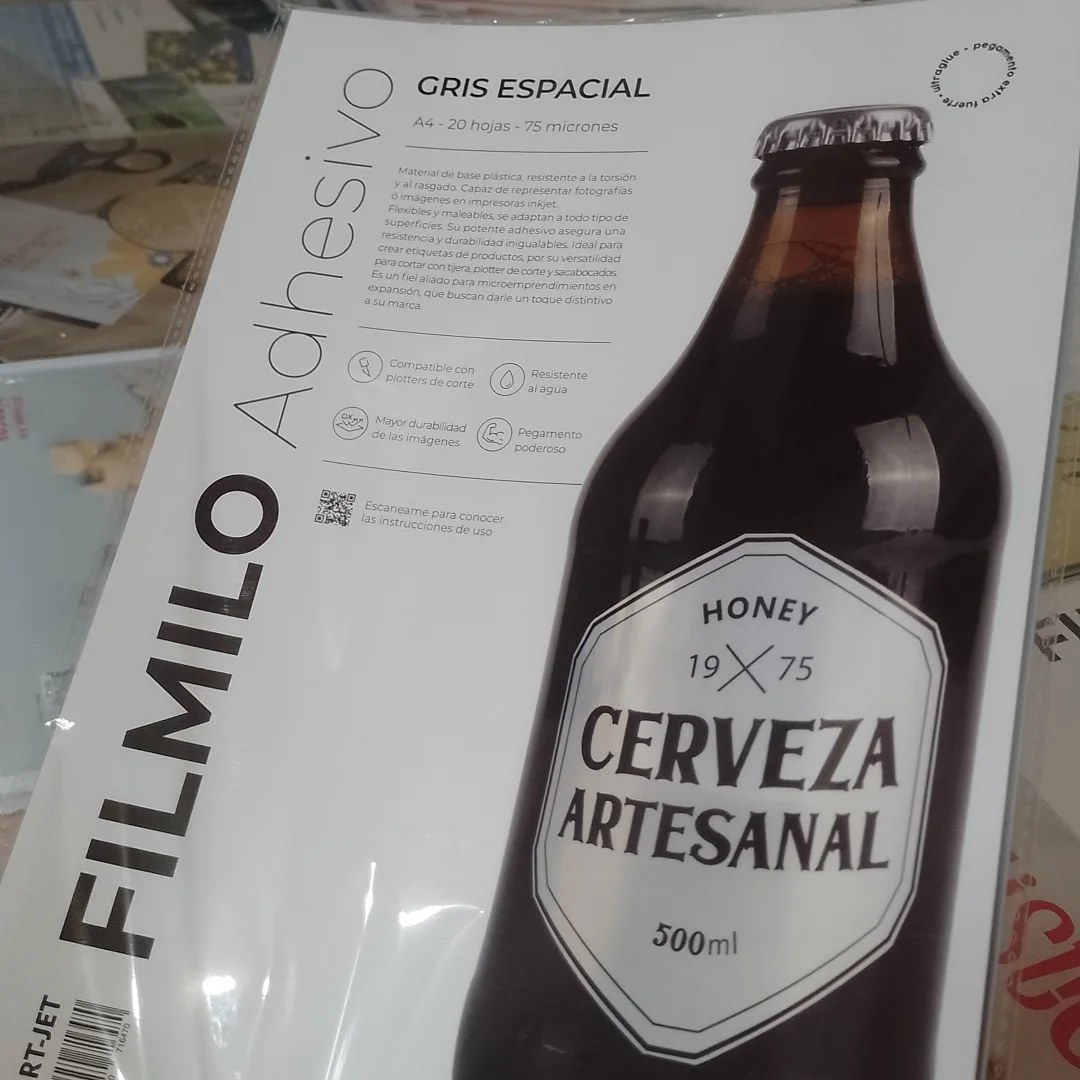 GRIS ESPACIAL
A4 - 20 hojas - 75 micrones
Material de base plástica, resistente a la torsión
y al rasgado. Capaz de representar fotografías
ó imágenes en impresoras inkjet.
Flexibles y maleables, se adaptan a todo tipo de
superficies. Su potente adhesivo asegura una
resistencia y durabilidad inigualables. Ideal para
crear etiquetas de productos, por su versatilidad
para cortar con tijera, plotter de corte y sacabocados.
Es un fiel aliado para microemprendimientos en
expansión, que buscan darle un toque distintivo
a su marca.
Compatible con
plotters de corte
Resistente
al agua
Mayor durabilidad
de las imágenes
Pegamento
poderoso
Escaneame para conocer
las instrucciones de uso
FILMILO Adhesivo
ultraglue • pegamento extra fuerte •
HONEY
19 75
CERVEZA
ARTESANAL
500ml
RT-JET
716470